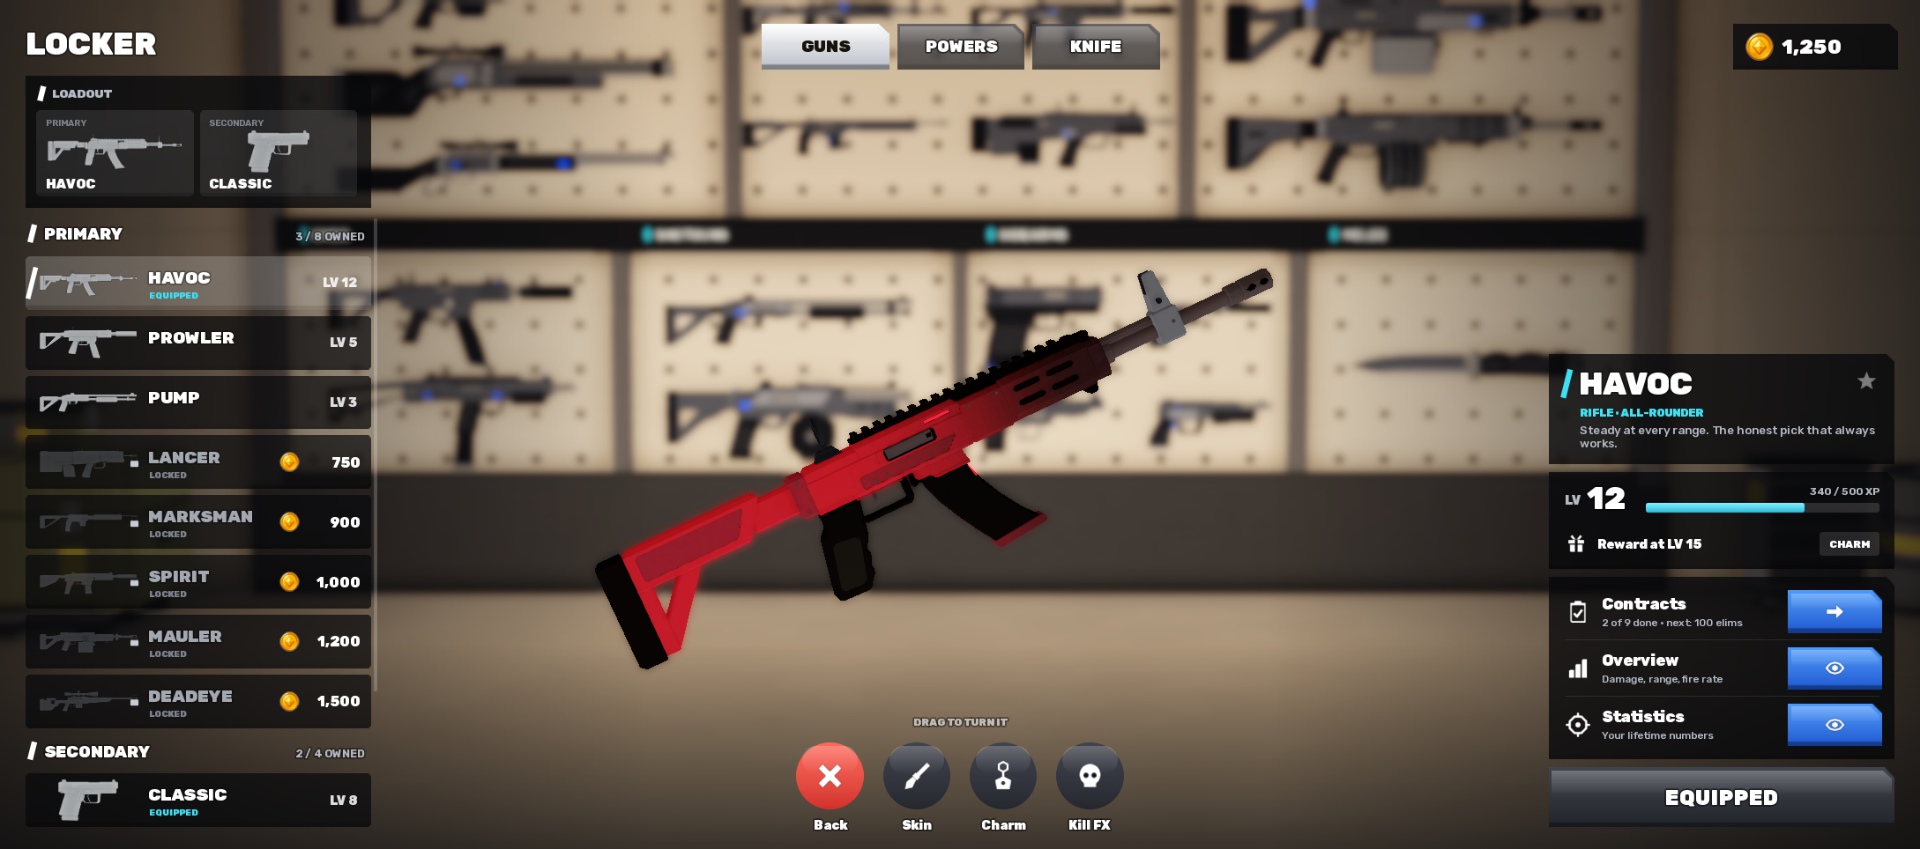 LOCKER
GUNS
POWERS
KNIFE
1,250
LOADOUT
PRIMARY
HAVOC
SECONDARY
CLASSIC
PRIMARY
3 / 8 OWNED
HAVOC
EQUIPPED
LV 12
PROWLER
LV 5
PUMP
LV 3
LANCER
LOCKED
750
MARKSMAN
LOCKED
900
SPIRIT
LOCKED
1,000
MAULER
LOCKED
1,200
DEADEYE
LOCKED
1,500
SECONDARY
2 / 4 OWNED
CLASSIC
EQUIPPED
LV 8
DRAG TO TURN IT
Back
Skin
Charm
Kill FX
HAVOC
RIFLE · ALL-ROUNDER
Steady at every range. The honest pick that always
works.
LV 12
340 / 500 XP
Reward at LV 15
CHARM
Contracts
2 of 9 done · next: 100 elims
Overview
Damage, range, fire rate
Statistics
Your lifetime numbers
EQUIPPED